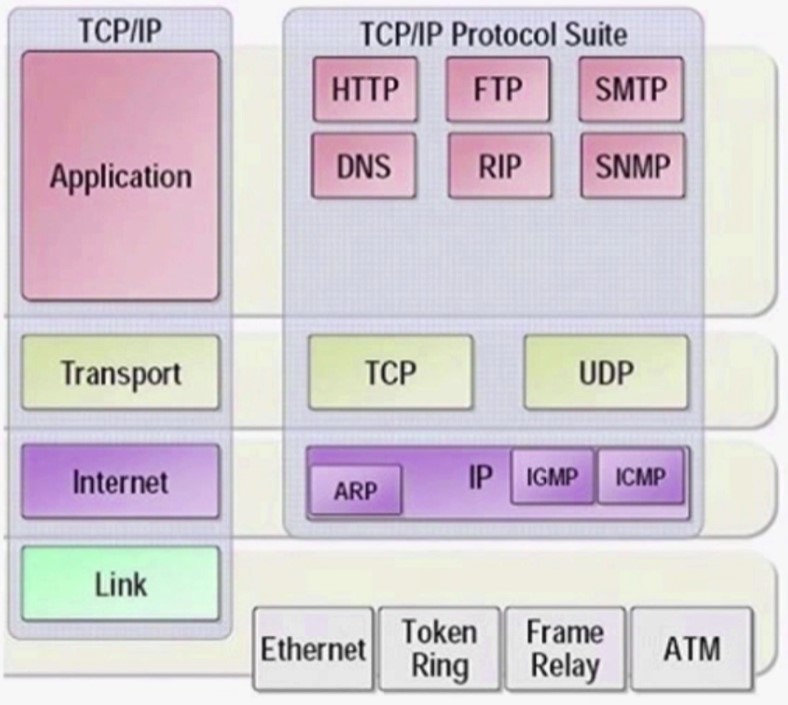 TCP/IP
TCP/IP Protocol Suite
Application
HTTP
FTP
SMTP
DNS
RIP
SNMP
Transport
TCP
UDP
Internet
ARP
IP
IGMP
ICMP
Link
Ethernet
Token
Ring
Frame
Relay
ATM